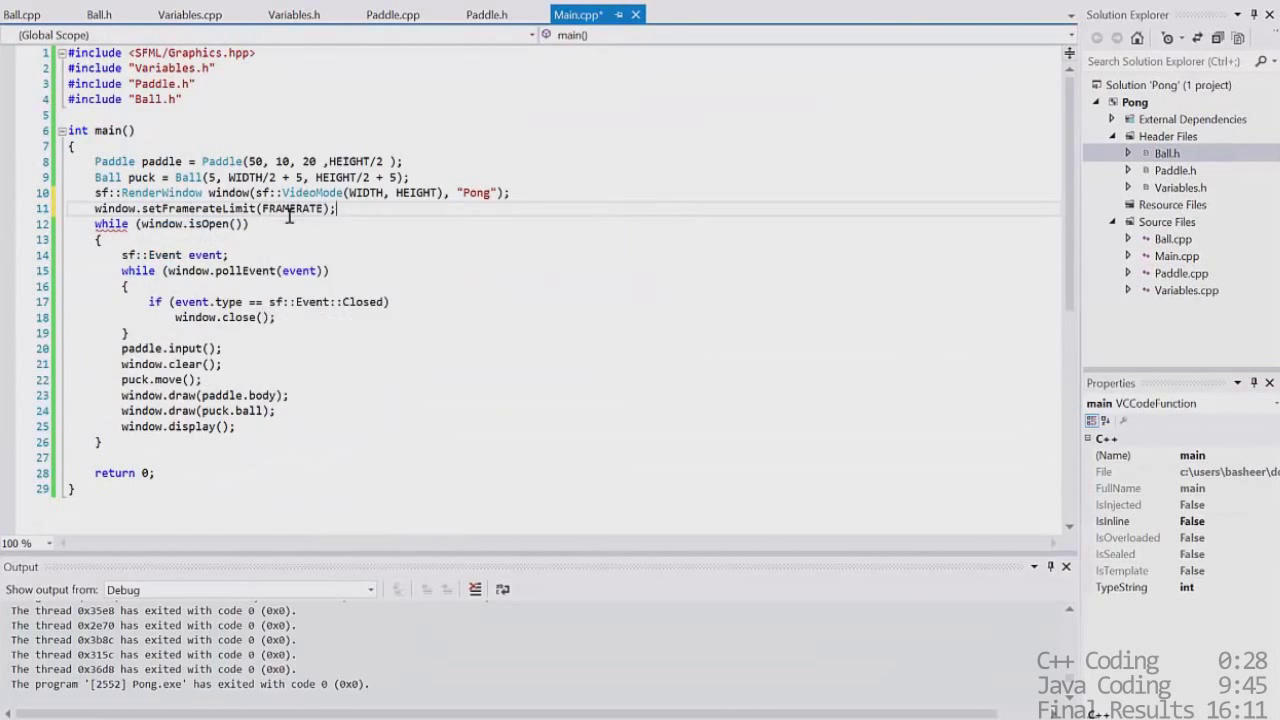 Ball.cpp Ball.h Variables.cpp Variables.h Paddle.cpp Paddle.h Main.cpp*
(Global Scope) main()
1 #include <SFML/Graphics.hpp>
2 #include "Variables.h"
3 #include "Paddle.h"
4 #include "Ball.h"
5
6 int main()
7 {
8 Paddle paddle = Paddle(50, 10, 20 ,HEIGHT/2 );
9 Ball puck = Ball(5, WIDTH/2 + 5, HEIGHT/2 + 5);
10 sf::RenderWindow window(sf::VideoMode(WIDTH, HEIGHT), "Pong");
11 window.setFramerateLimit(FRAMERATE);
12 while (window.isOpen())
13 {
14 sf::Event event;
15 while (window.pollEvent(event))
16 {
17 if (event.type == sf::Event::Closed)
18 window.close();
19 }
20 paddle.input();
21 window.clear();
22 puck.move();
23 window.draw(paddle.body);
24 window.draw(puck.ball);
25 window.display();
26 }
27
28 return 0;
29 }
100 %
Output
Show output from: Debug
The thread 0x35e8 has exited with code 0 (0x0).
The thread 0x2e70 has exited with code 0 (0x0).
The thread 0x3b8c has exited with code 0 (0x0).
The thread 0x315c has exited with code 0 (0x0).
The thread 0x36d8 has exited with code 0 (0x0).
The program '[2552] Pong.exe' has exited with code 0 (0x0).
Solution Explorer
Search Solution Explorer (Ctrl+;)
Solution 'Pong' (1 project)
Pong
External Dependencies
Header Files
Ball.h
Paddle.h
Variables.h
Resource Files
Source Files
Ball.cpp
Main.cpp
Paddle.cpp
Variables.cpp
Properties
main VCCodeFunction
C++
(Name) main
File c:\users\basheer\do
FullName main
IsInjected False
IsInline False
IsOverloaded False
IsSealed False
IsTemplate False
TypeString int
C++ Coding 0:28
Java Coding 9:45
Final Results 16:11
C++